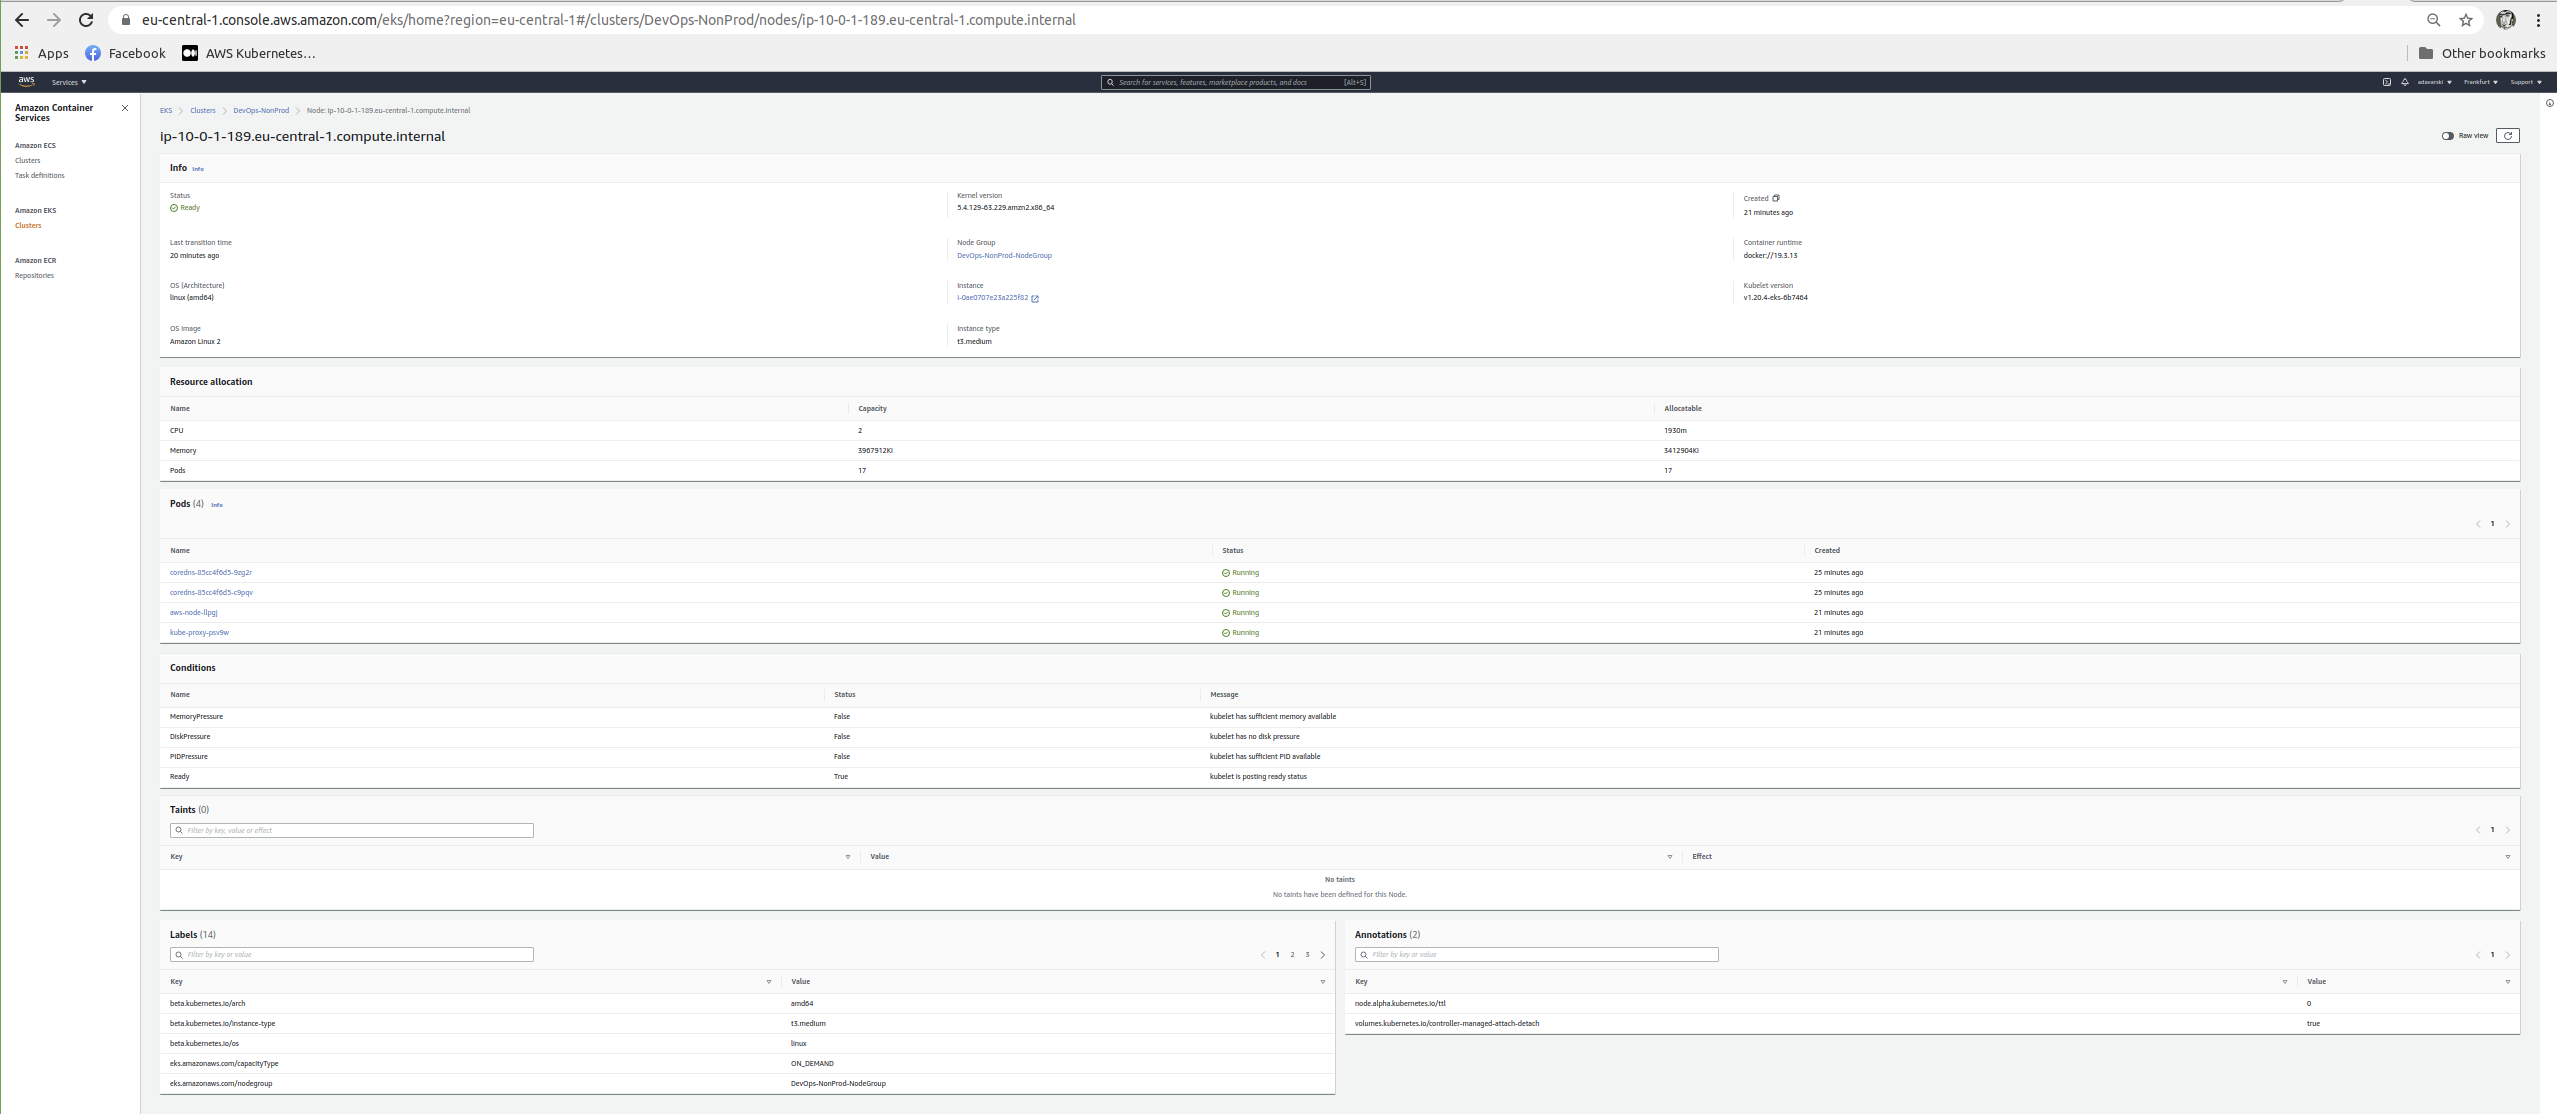 eu-central-1.console.aws.amazon.com/eks/home?region=eu-central-1#/clusters/DevOps-NonProd/nodes/ip-10-0-1-189.eu-central-1.compute.internal
Apps Facebook AWS Kubernetes... Other bookmarks
aws Services Search for services, features, marketplace products, and docs [Alt+S] adavarski Frankfurt Support
Amazon Container Services
Amazon ECS
Clusters
Task definitions
Amazon EKS
Clusters
Amazon ECR
Repositories
EKS Clusters DevOps-NonProd Node: ip-10-0-1-189.eu-central-1.compute.internal
ip-10-0-1-189.eu-central-1.compute.internal Raw view
Info Info
Status Kernel version Created
Ready 5.4.129-63.229.amzn2.x86_64 21 minutes ago
Last transition time Node Group Container runtime
20 minutes ago DevOps-NonProd-NodeGroup docker://19.3.13
OS (Architecture) Instance Kubelet version
linux (amd64) i-0ae0707e23a225f82 v1.20.4-eks-6b7464
OS image Instance type
Amazon Linux 2 t3.medium
Resource allocation
Name Capacity Allocatable
CPU 2 1930m
Memory 3967912Ki 3412904Ki
Pods 17 17
Pods (4) Info
1
Name Status Created
coredns-85cc4f6d5-9zg2r Running 25 minutes ago
coredns-85cc4f6d5-c9pqv Running 25 minutes ago
aws-node-llpgj Running 21 minutes ago
kube-proxy-psv9w Running 21 minutes ago
Conditions
Name Status Message
MemoryPressure False kubelet has sufficient memory available
DiskPressure False kubelet has no disk pressure
PIDPressure False kubelet has sufficient PID available
Ready True kubelet is posting ready status
Taints (0)
Filter by key, value or effect 1
Key Value Effect
No taints
No taints have been defined for this Node.
Labels (14)
Filter by key or value 1 2 3
Key Value
beta.kubernetes.io/arch amd64
beta.kubernetes.io/instance-type t3.medium
beta.kubernetes.io/os linux
eks.amazonaws.com/capacityType ON_DEMAND
eks.amazonaws.com/nodegroup DevOps-NonProd-NodeGroup
Annotations (2)
Filter by key or value 1
Key Value
node.alpha.kubernetes.io/ttl 0
volumes.kubernetes.io/controller-managed-attach-detach true